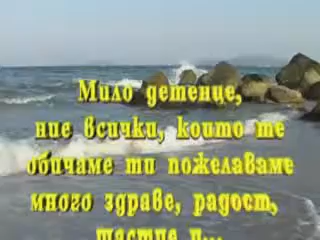 Мило детенце,
ние всички, които те
обичаме ти пожелаваме
много здраве, радост,
щастие и...